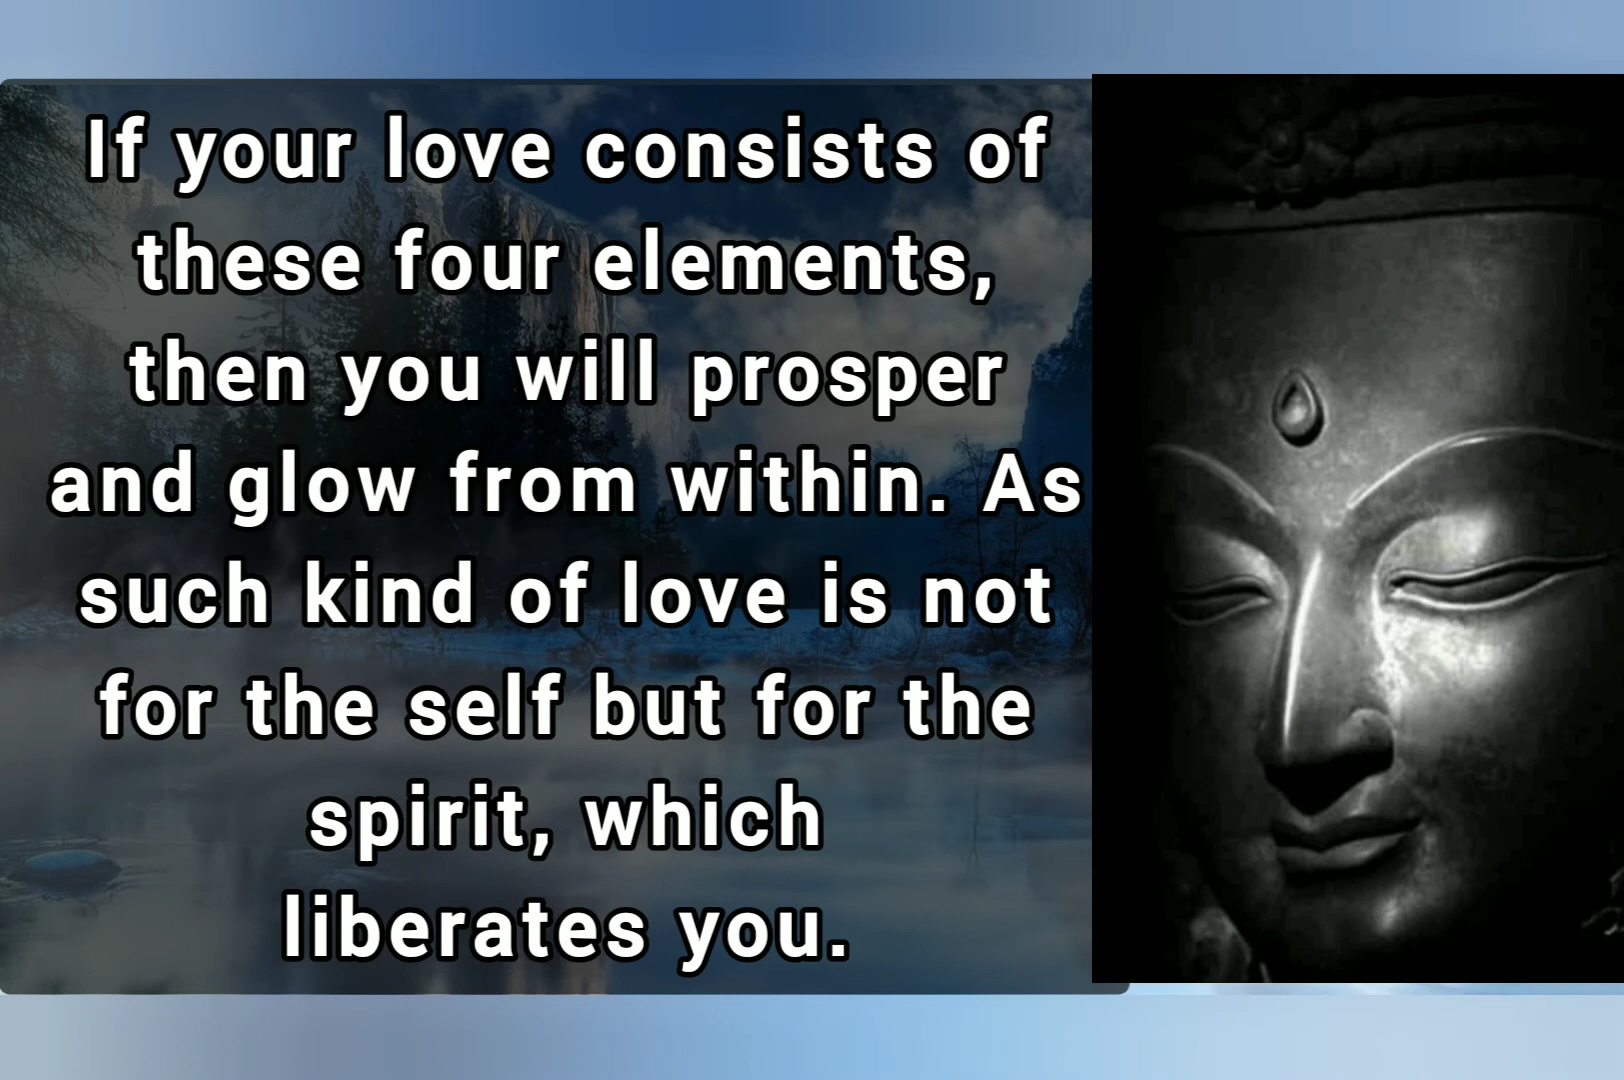 If your love consists of
these four elements,
then you will prosper
and glow from within. As
such kind of love is not
for the self but for the
spirit, which
liberates you.